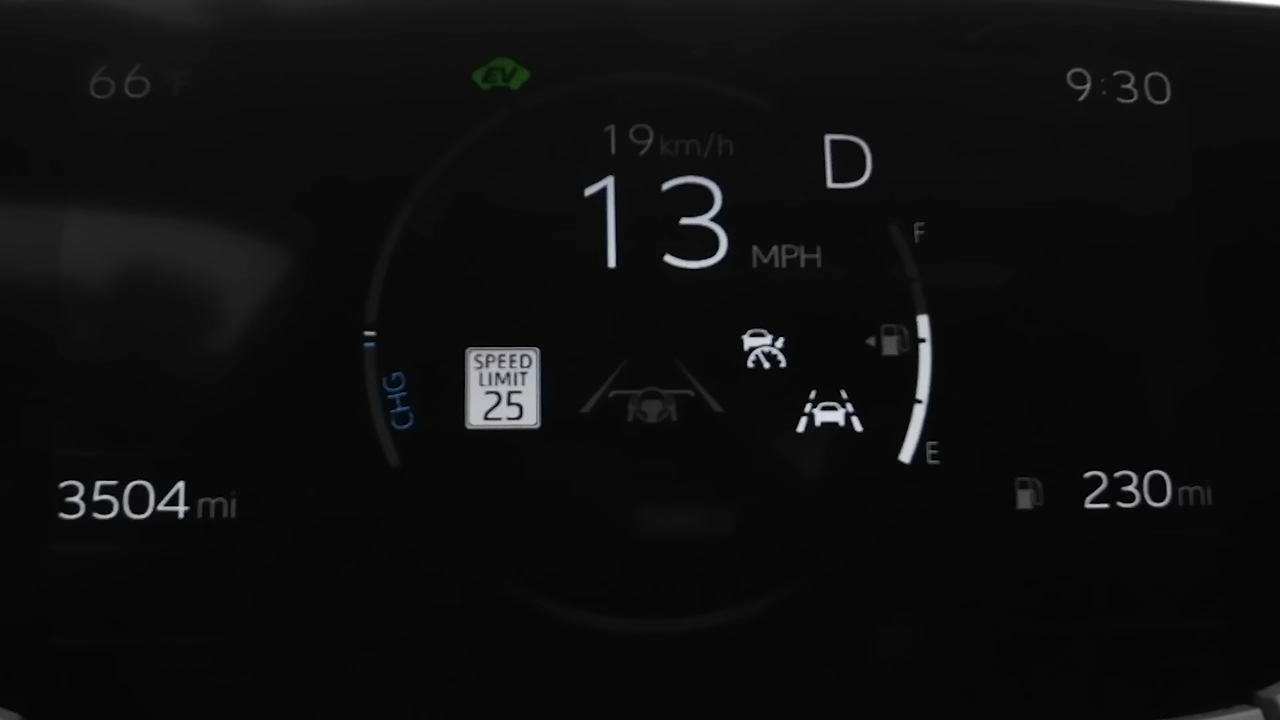 66 °F
EV
9:30
19 km/h
D
13 MPH
F
SPEED
LIMIT
25
CHG
E
3504 mi
230 mi